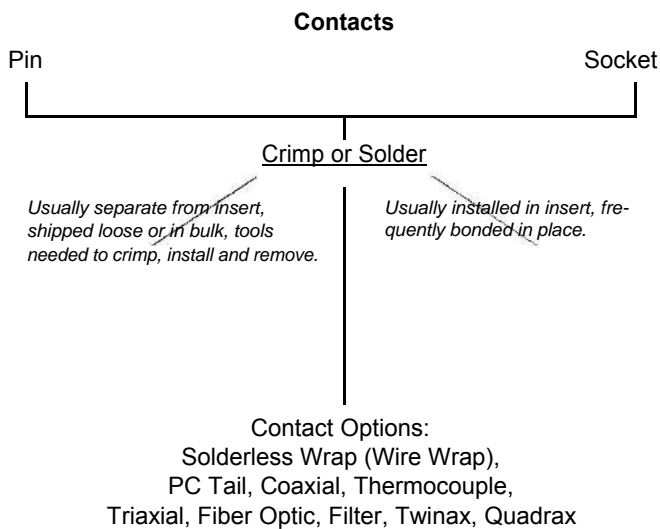 Contacts
Pin
Socket
Crimp or Solder
Usually separate from insert,
shipped loose or in bulk, tools
needed to crimp, install and remove.
Usually installed in insert, fre-
quently bonded in place.
Contact Options:
Solderless Wrap (Wire Wrap),
PC Tail, Coaxial, Thermocouple,
Triaxial, Fiber Optic, Filter, Twinax, Quadrax